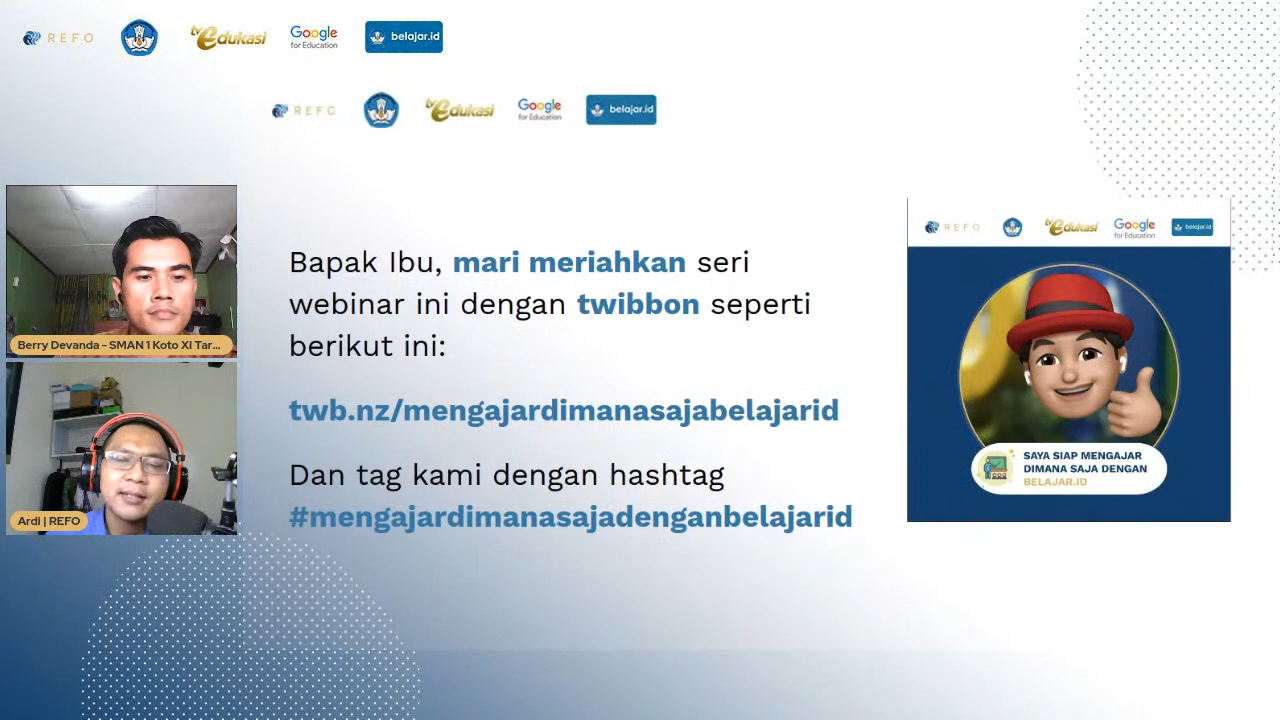 REFO
tv Edukasi
Google
for Education
belajar.id
REFO
tv Edukasi
Google
for Education
belajar.id
Berry Devanda - SMAN 1 Koto XI Tar...
Ardi | REFO
Bapak Ibu, mari meriahkan seri
webinar ini dengan twibbon seperti
berikut ini:
twb.nz/mengajardimanasajabelajarid
Dan tag kami dengan hashtag
#mengajardimanasajadenganbelajarid
REFO
tv Edukasi
Google
for Education
belajar.id
SAYA SIAP MENGAJAR
DIMANA SAJA DENGAN
BELAJAR.ID